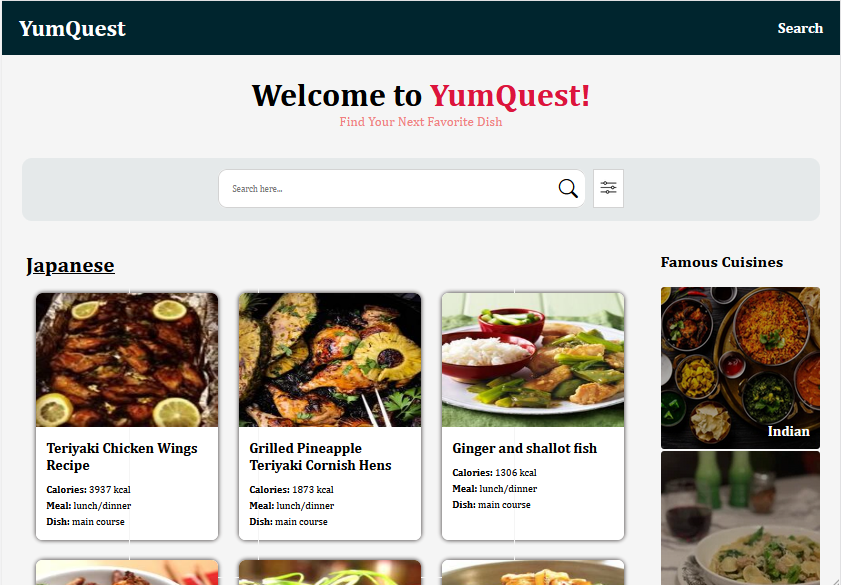 YumQuest
Search
Welcome to YumQuest!
Find Your Next Favorite Dish
Search here...
Japanese
Teriyaki Chicken Wings
Recipe
Calories: 3937 kcal
Meal: lunch/dinner
Dish: main course
Grilled Pineapple
Teriyaki Cornish Hens
Calories: 1873 kcal
Meal: lunch/dinner
Dish: main course
Ginger and shallot fish
Calories: 1306 kcal
Meal: lunch/dinner
Dish: main course
Famous Cuisines
Indian